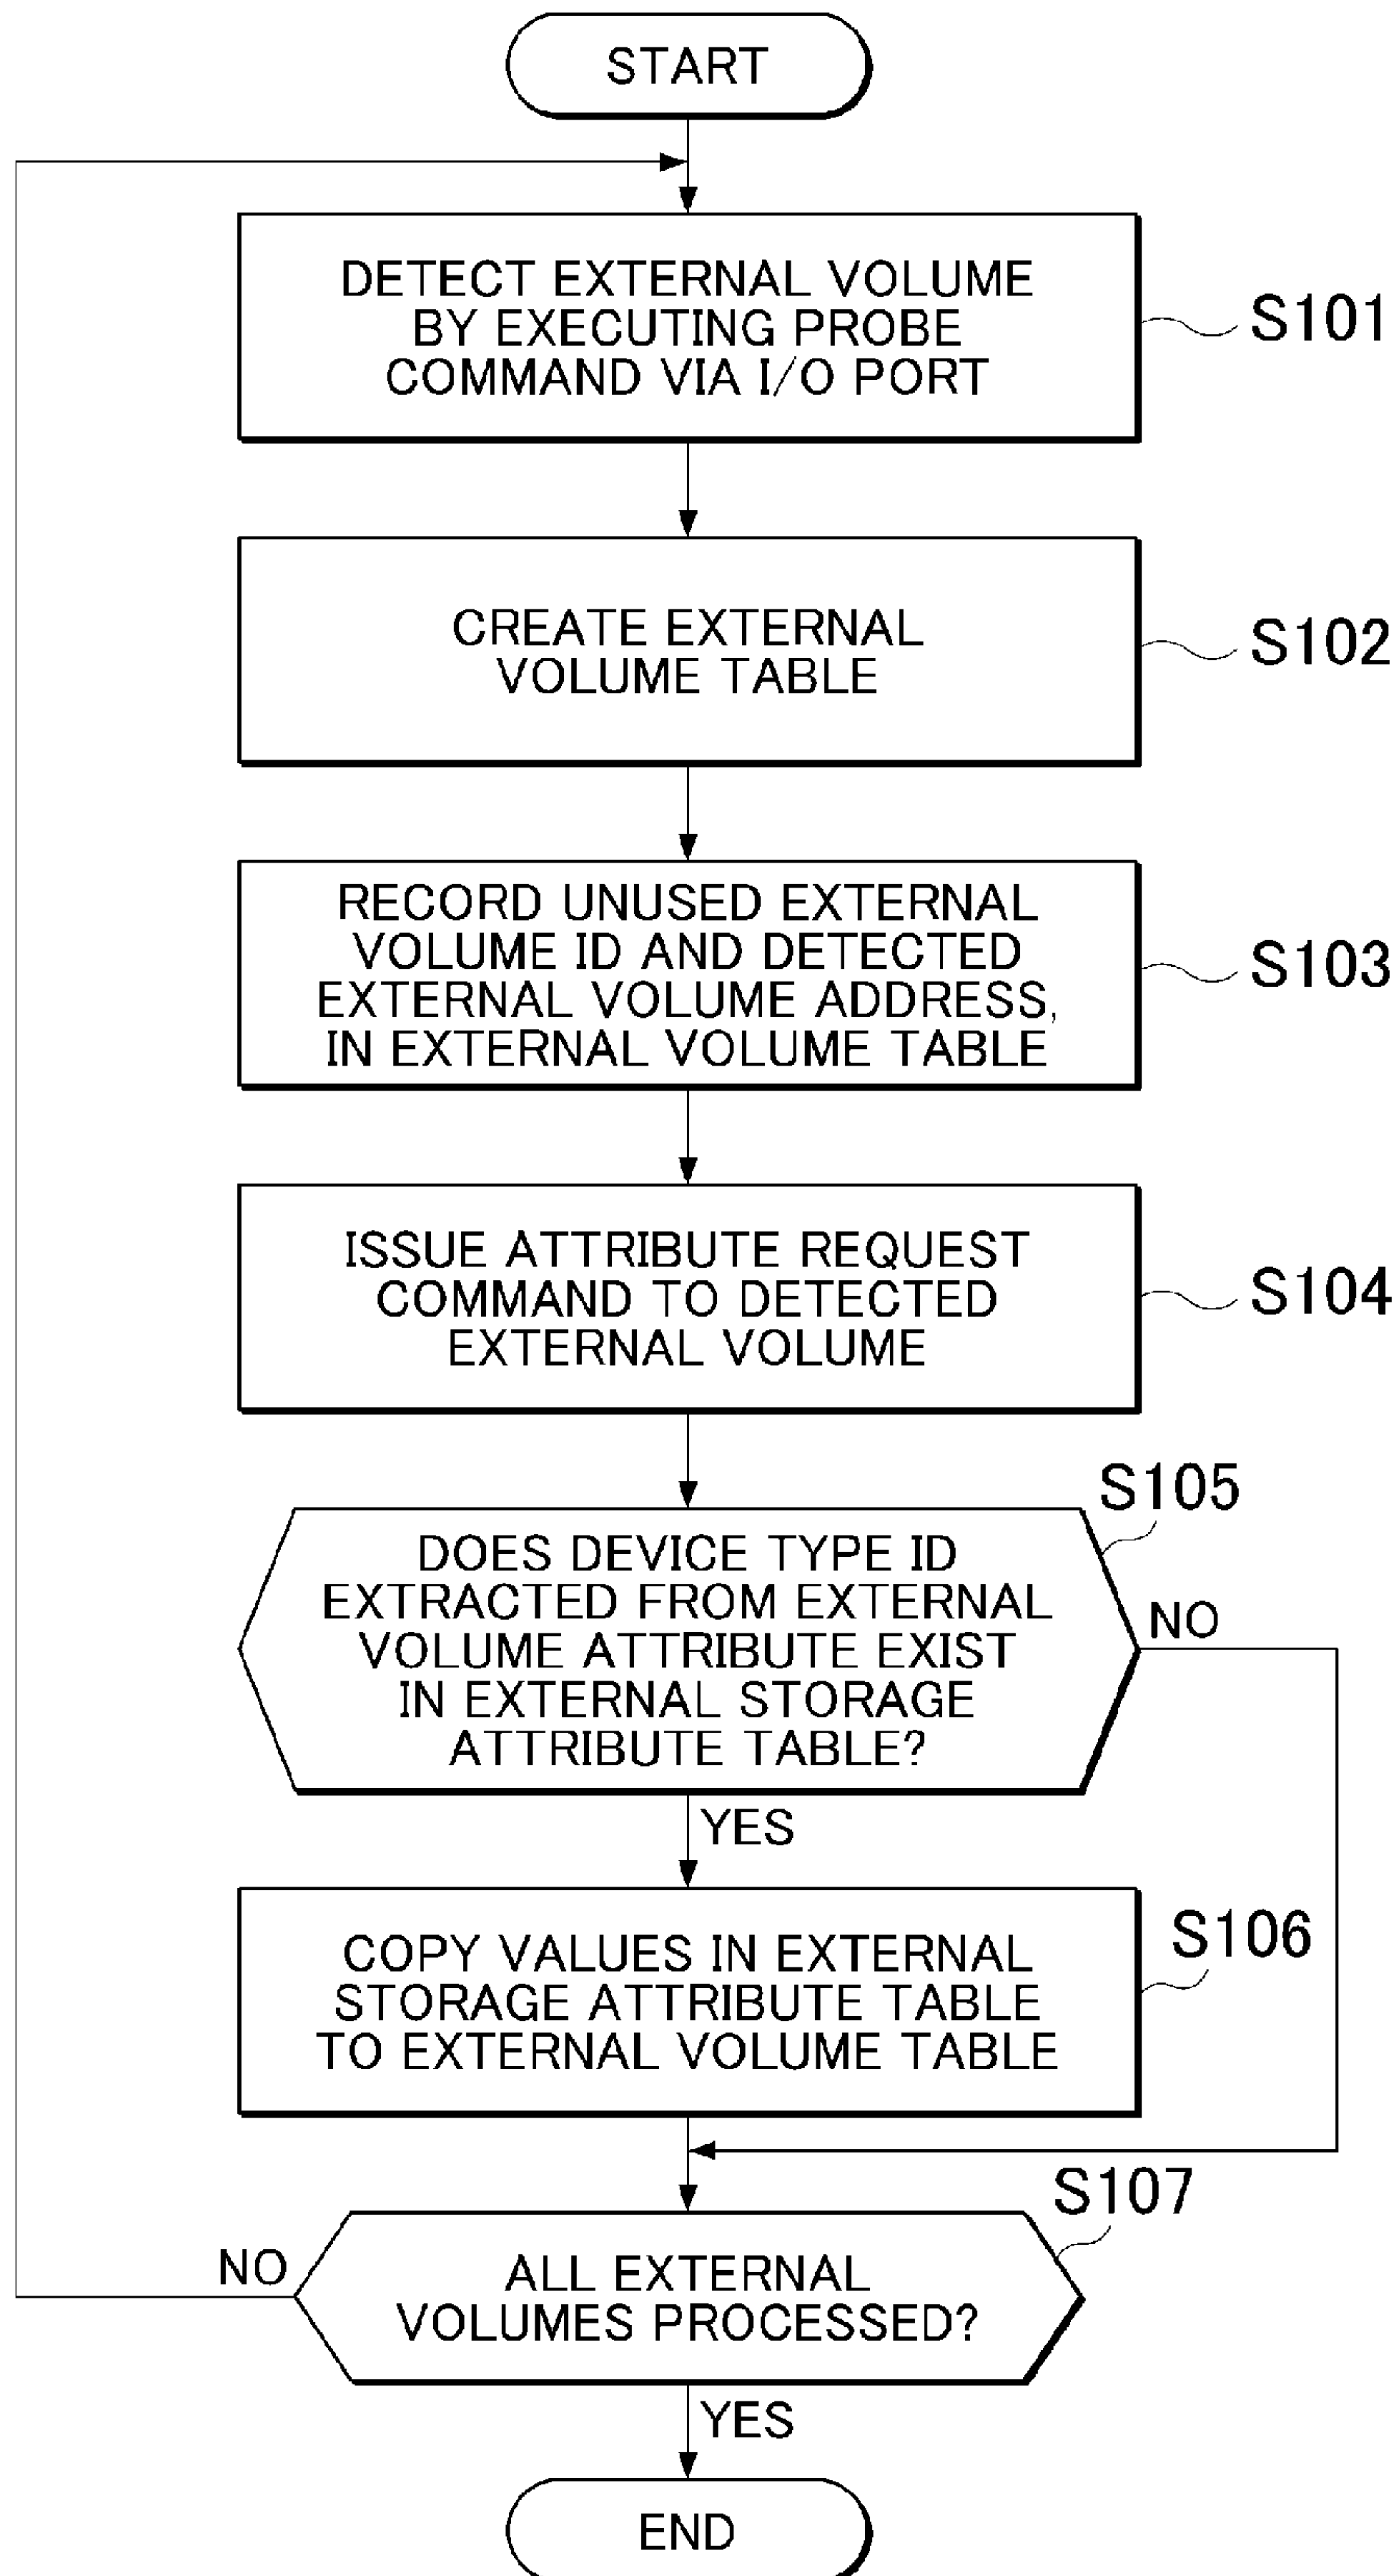 START
DETECT EXTERNAL VOLUME
BY EXECUTING PROBE
COMMAND VIA I/O PORT
S101
CREATE EXTERNAL
VOLUME TABLE
S102
RECORD UNUSED EXTERNAL
VOLUME ID AND DETECTED
EXTERNAL VOLUME ADDRESS,
IN EXTERNAL VOLUME TABLE
S103
ISSUE ATTRIBUTE REQUEST
COMMAND TO DETECTED
EXTERNAL VOLUME
S104
S105
DOES DEVICE TYPE ID
EXTRACTED FROM EXTERNAL
VOLUME ATTRIBUTE EXIST
IN EXTERNAL STORAGE
ATTRIBUTE TABLE?
NO
YES
COPY VALUES IN EXTERNAL
STORAGE ATTRIBUTE TABLE
TO EXTERNAL VOLUME TABLE
S106
S107
NO
ALL EXTERNAL
VOLUMES PROCESSED?
YES
END